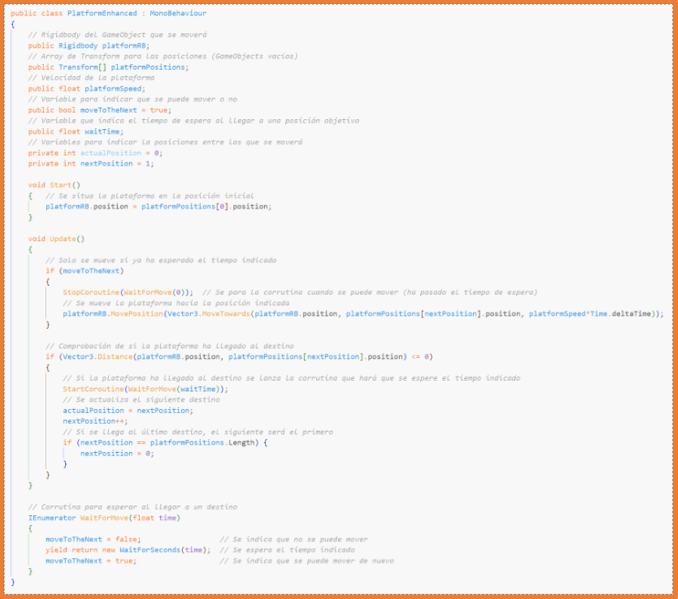 public class PlatformEnhanced : MonoBehaviour
{
// Rigidbody del GameObject que se moverá
public Rigidbody platformRB;
// Array de Transform para las posiciones (GameObjects vacíos)
public Transform[] platformPositions;
// Velocidad de la plataforma
public float platformSpeed;
// Variable para indicar que se puede mover o no
public bool moveToTheNext = true;
// Variable que indica el tiempo de espera al llegar a una posición objetivo
public float waitTime;
// Variables para indicar la posiciones entre las que se moverá
private int actualPosition = 0;
private int nextPosition = 1;
void Start()
{ // Se situa la plataforma en la posición inicial
platformRB.position = platformPositions[0].position;
}
void Update()
{
// Solo se mueve si ya ha esperado el tiempo indicado
if (moveToTheNext)
{
StopCoroutine(WaitForMove(0)); // Se para la corrutina cuando se puede mover (ha pasado el tiempo de espera)
// Se mueve la plataforma hacia la posición indicada
platformRB.MovePosition(Vector3.MoveTowards(platformRB.position, platformPositions[nextPosition].position, platformSpeed*Time.deltaTime));
}
// Comprobación de si la plataforma ha llegado al destino
if (Vector3.Distance(platformRB.position, platformPositions[nextPosition].position) <= 0)
{
// Si la plataforma ha llegado al destino se lanza la corrutina que hará que se espere el tiempo indicado
StartCoroutine(WaitForMove(waitTime));
// Se actualiza el siguiente destino
actualPosition = nextPosition;
nextPosition++;
// Si se llega al último destino, el siguiente será el primero
if (nextPosition == platformPositions.Length) {
nextPosition = 0;
}
}
}
// Corrutina para esperar al llegar a un destino
IEnumerator WaitForMove(float time)
{
moveToTheNext = false; // Se indica que no se puede mover
yield return new WaitForSeconds(time); // Se espera el tiempo indicado
moveToTheNext = true; // Se indica que se puede mover de nuevo
}
}